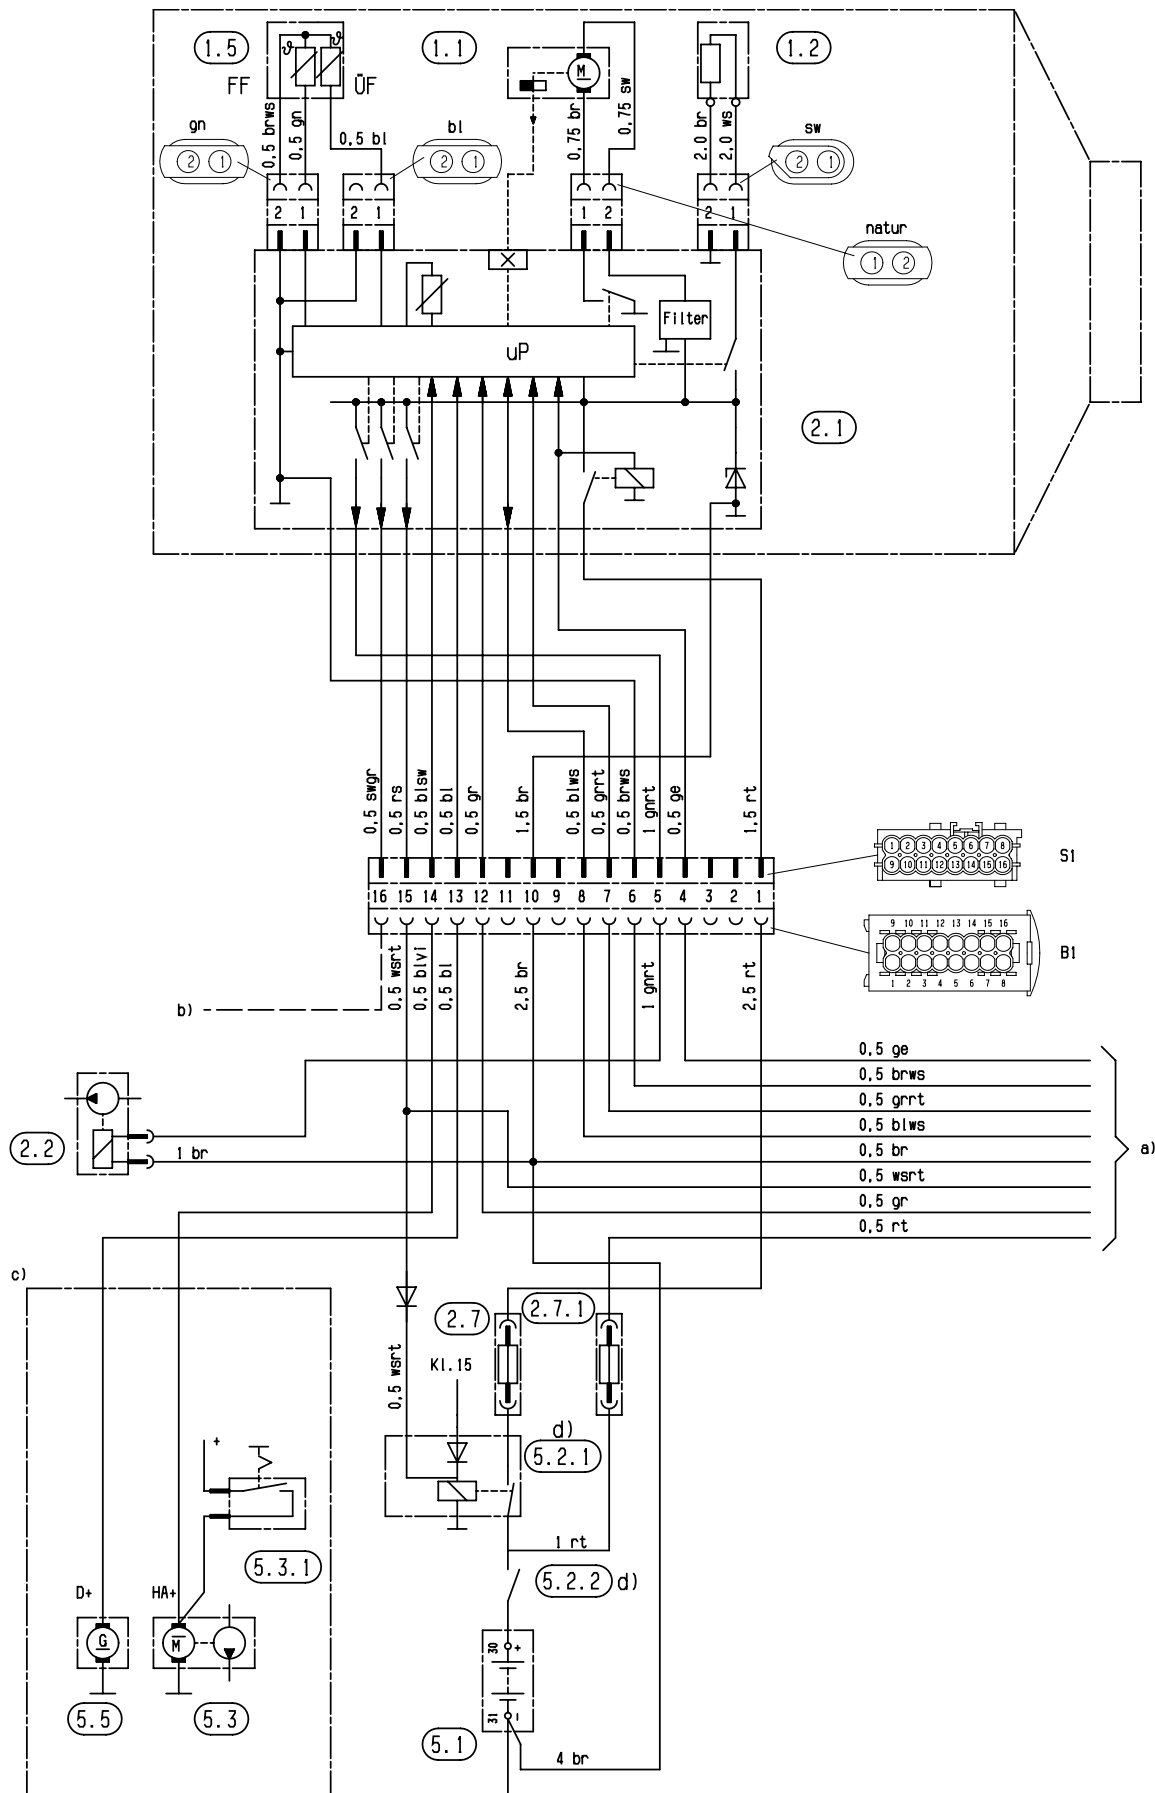 1.5
1.1
1.2
FF
ÜF
ϑ
ϑ
M
gn
0,5 brws
0,5 gn
0,5 bl
bl
0,75 br
0,75 sw
2,0 br
2,0 ws
sw
2 1
2 1
2 1
2 1
2 1
1 2
2 1
natur
1 2
Filter
uP
2.1
0,5 swgr
0,5 rs
0,5 blsw
0,5 bl
0,5 gr
1,5 br
0,5 blws
0,5 grrt
0,5 brws
1 gnrt
0,5 ge
1,5 rt
16 15 14 13 12 11 10 9 8 7 6 5 4 3 2 1
1 2 3 4 5 6 7 8
9 10 11 12 13 14 15 16
S1
9 10 11 12 13 14 15 16
1 2 3 4 5 6 7 8
B1
0,5 wsrt
0,5 blvi
0,5 bl
2,5 br
1 gnrt
2,5 rt
b)
0,5 ge
0,5 brws
0,5 grrt
0,5 blws
0,5 br
0,5 wsrt
0,5 gr
0,5 rt
a)
2.2
1 br
c)
2.7
2.7.1
0,5 wsrt
Kl.15
d)
5.2.1
+
1 rt
5.3.1
5.2.2 d)
D+
HA+
G
M
30 +
31 -
5.5
5.3
5.1
4 br